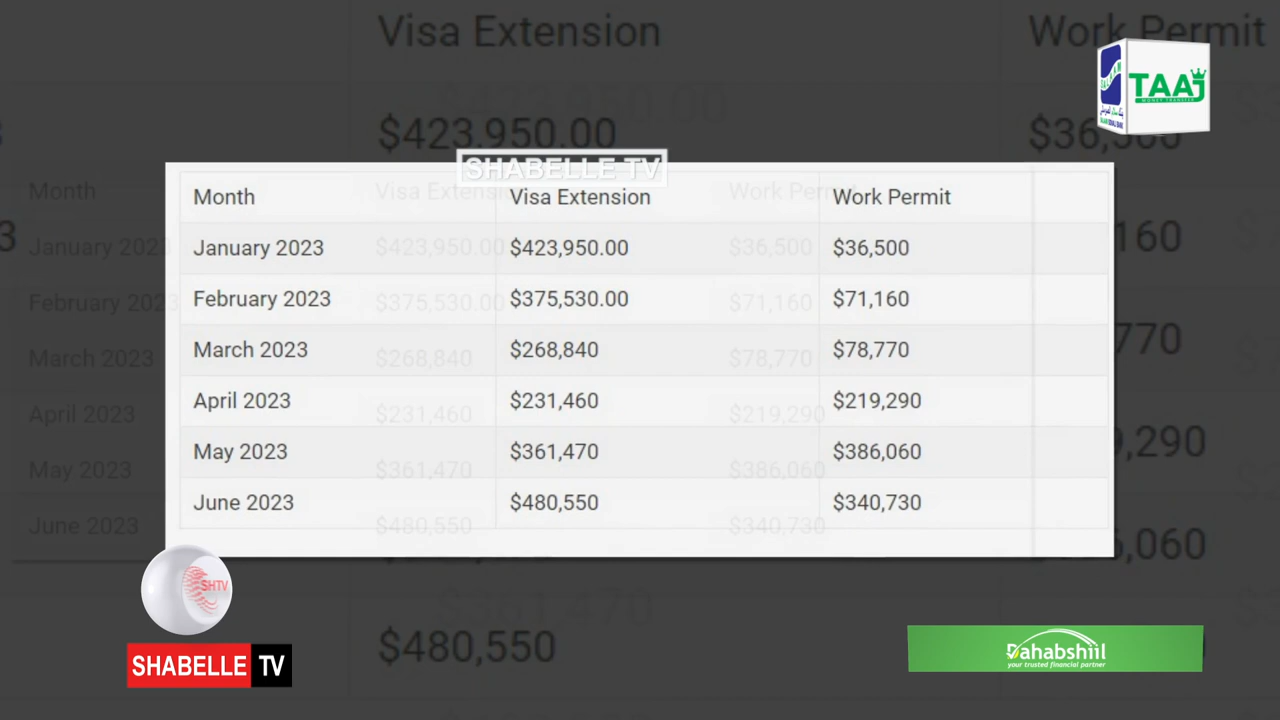 Visa Extension Work Permit
$423,950.00
TAAJ
MONEY TRANSFER
SHABELLE TV
Month Visa Extension Work Permit
January 2023 $423,950.00 $36,500
February 2023 $375,530.00 $71,160
March 2023 $268,840 $78,770
April 2023 $231,460 $219,290
May 2023 $361,470 $386,060
June 2023 $480,550 $340,730
SHTV
SHABELLE TV
$480,550
Dahabshiil
your trusted financial partner